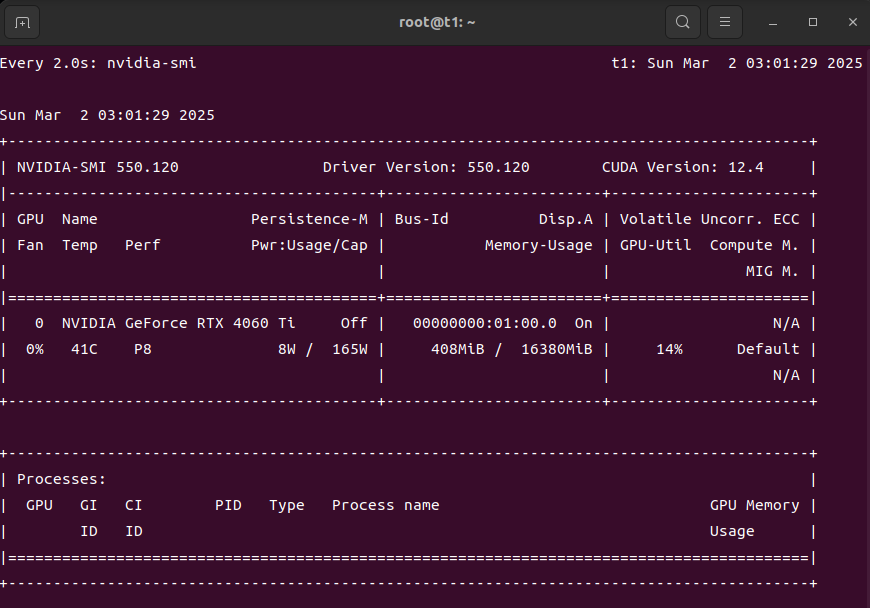 root@t1: ~
Every 2.0s: nvidia-smi                                              t1: Sun Mar  2 03:01:29 2025

Sun Mar  2 03:01:29 2025
+-----------------------------------------------------------------------------------------+
| NVIDIA-SMI 550.120                Driver Version: 550.120        CUDA Version: 12.4     |
|-----------------------------------------+------------------------+----------------------+
| GPU  Name                 Persistence-M | Bus-Id          Disp.A | Volatile Uncorr. ECC |
| Fan  Temp   Perf          Pwr:Usage/Cap |           Memory-Usage | GPU-Util  Compute M. |
|                                         |                        |               MIG M. |
|=========================================+========================+======================|
|   0  NVIDIA GeForce RTX 4060 Ti     Off |   00000000:01:00.0  On |                  N/A |
|  0%   41C    P8              8W /  165W |     408MiB /  16380MiB |     14%      Default |
|                                         |                        |                  N/A |
+-----------------------------------------+------------------------+----------------------+

+-----------------------------------------------------------------------------------------+
| Processes:                                                                              |
|  GPU   GI   CI        PID   Type   Process name                              GPU Memory |
|        ID   ID                                                               Usage      |
|=========================================================================================|
+-----------------------------------------------------------------------------------------+